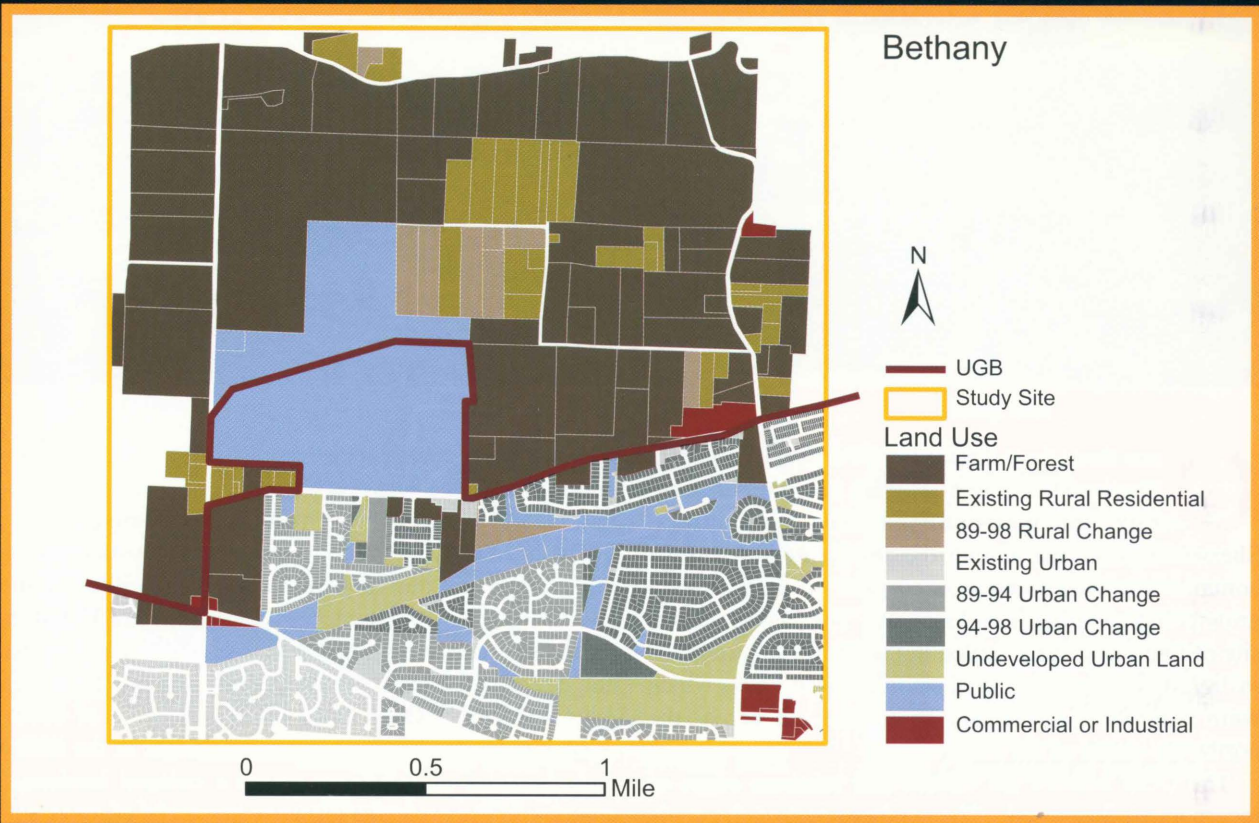 Bethany
N
UGB
Study Site
Land Use
Farm/Forest
Existing Rural Residential
89-98 Rural Change
Existing Urban
89-94 Urban Change
94-98 Urban Change
Undeveloped Urban Land
Public
Commercial or Industrial
0 0.5 1
Mile